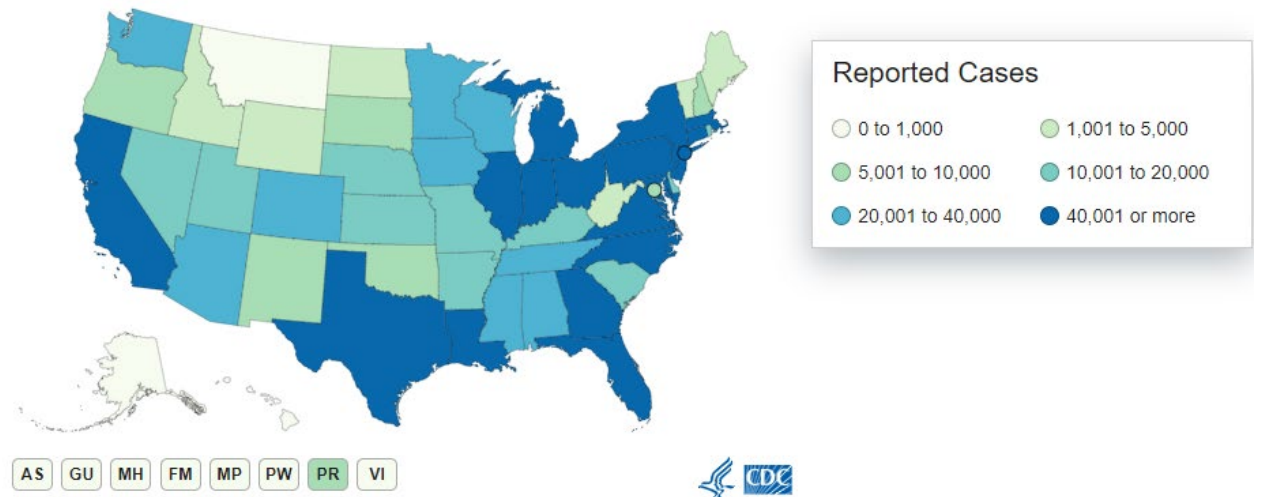 Reported Cases
0 to 1,000 1,001 to 5,000
5,001 to 10,000 10,001 to 20,000
20,001 to 40,000 40,001 or more
AS GU MH FM MP PW PR VI
CDC